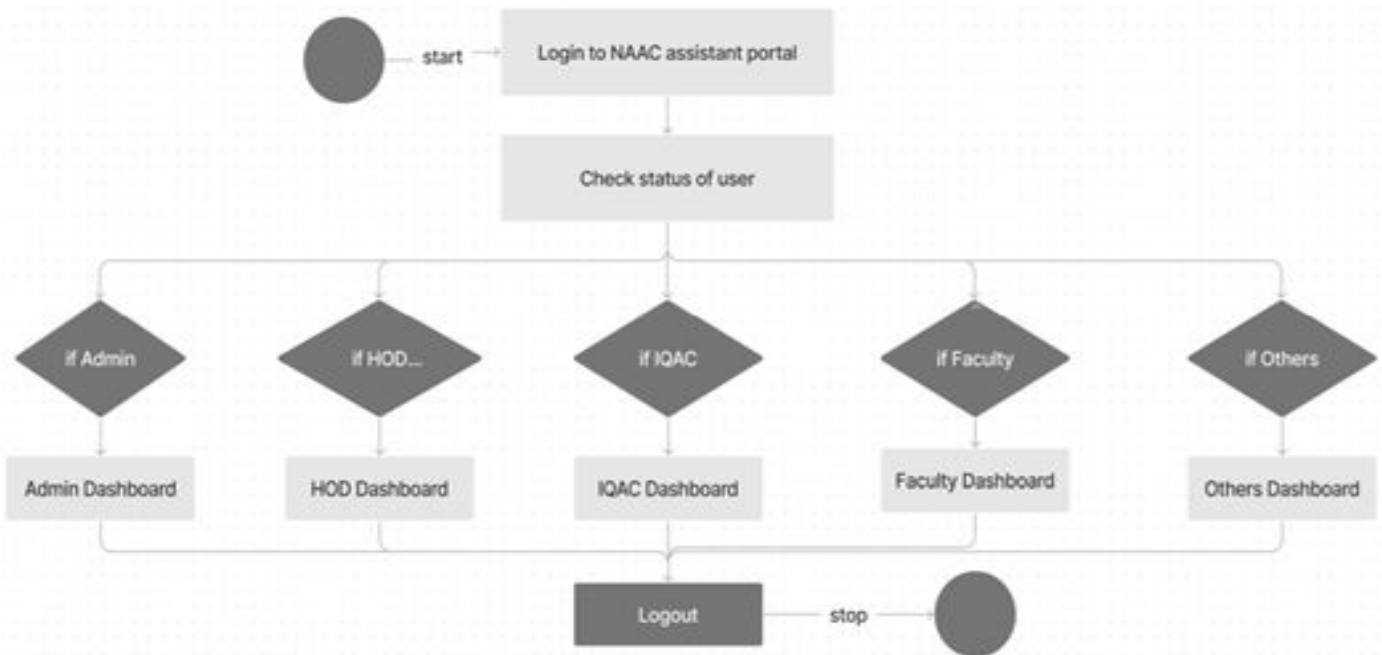 start
Login to NAAC assistant portal
Check status of user
if Admin
if HOD...
if IQAC
if Faculty
if Others
Admin Dashboard
HOD Dashboard
IQAC Dashboard
Faculty Dashboard
Others Dashboard
Logout
stop